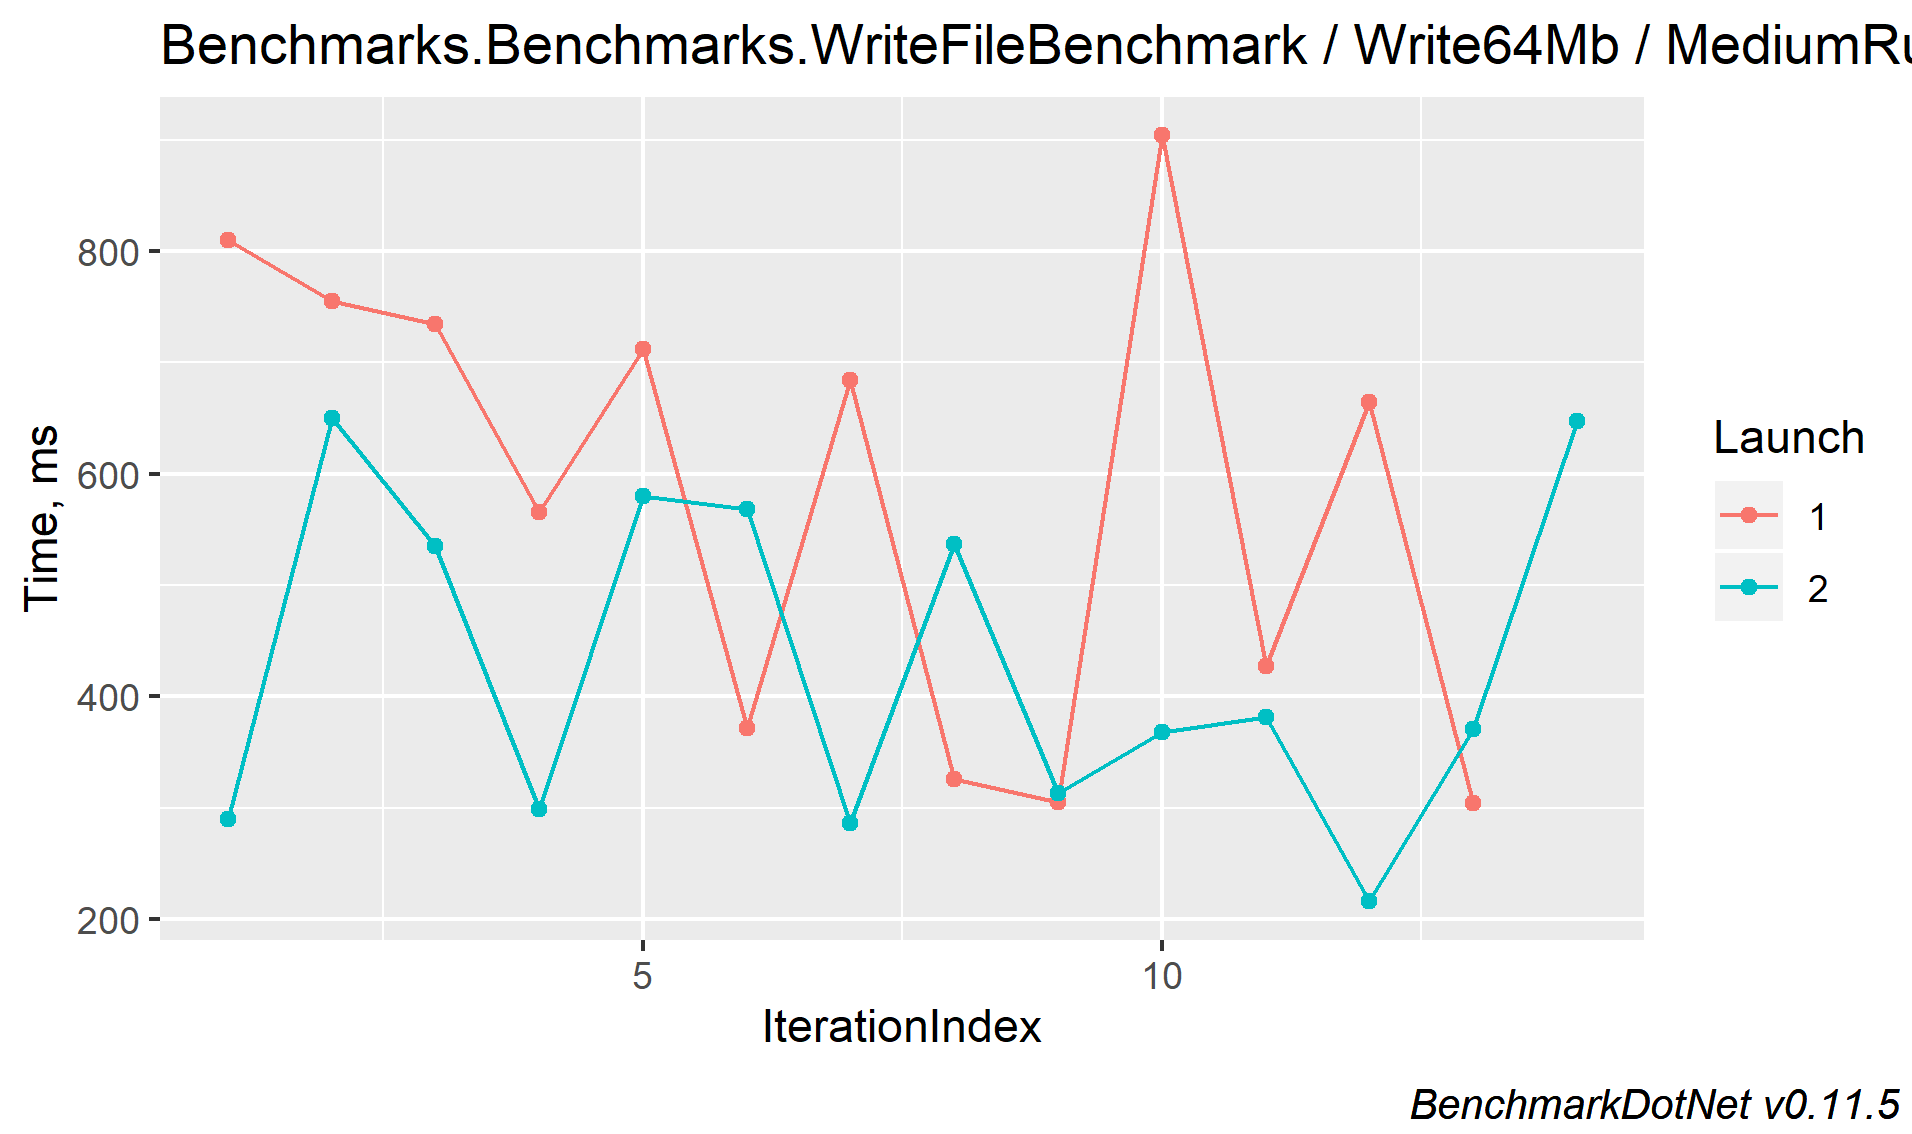 Benchmarks.Benchmarks.WriteFileBenchmark / Write64Mb / MediumRu
800
600
400
200
Time, ms
5
10
IterationIndex
Launch
1
2
BenchmarkDotNet v0.11.5